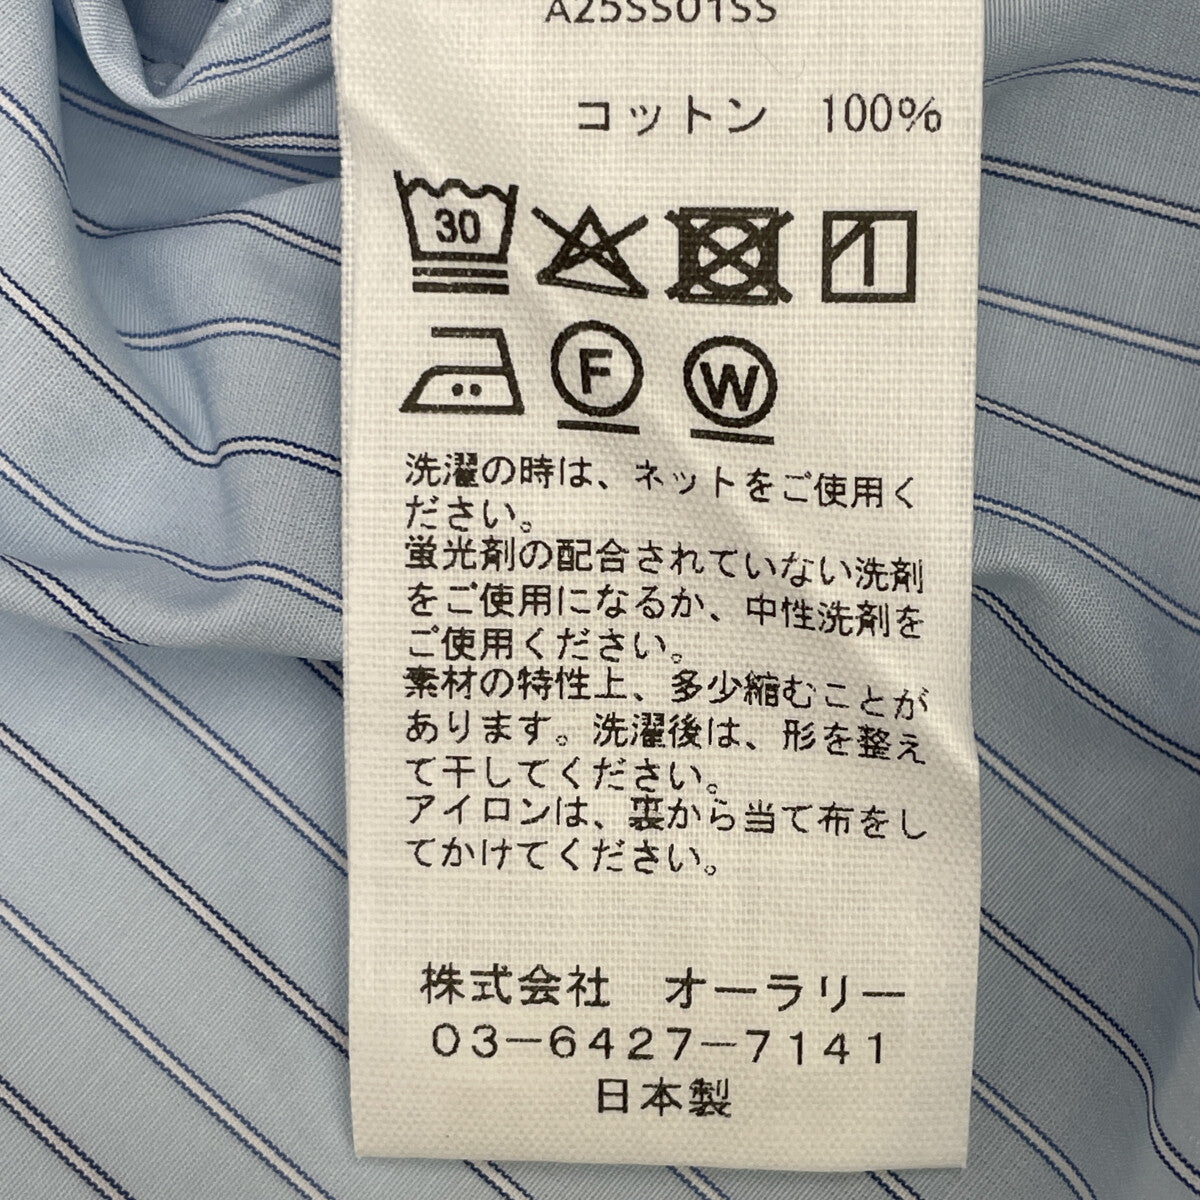 A25SS01SS
コットン　100%
30
F W
洗濯の時は、ネットをご使用く
ださい。
蛍光剤の配合されていない洗剤
をご使用になるか、中性洗剤を
ご使用ください。
素材の特性上、多少縮むことが
あります。洗濯後は、形を整え
て干してください。
アイロンは、裏から当て布をし
てかけてください。
株式会社　オーラリー
０３－６４２７－７１４１
日本製